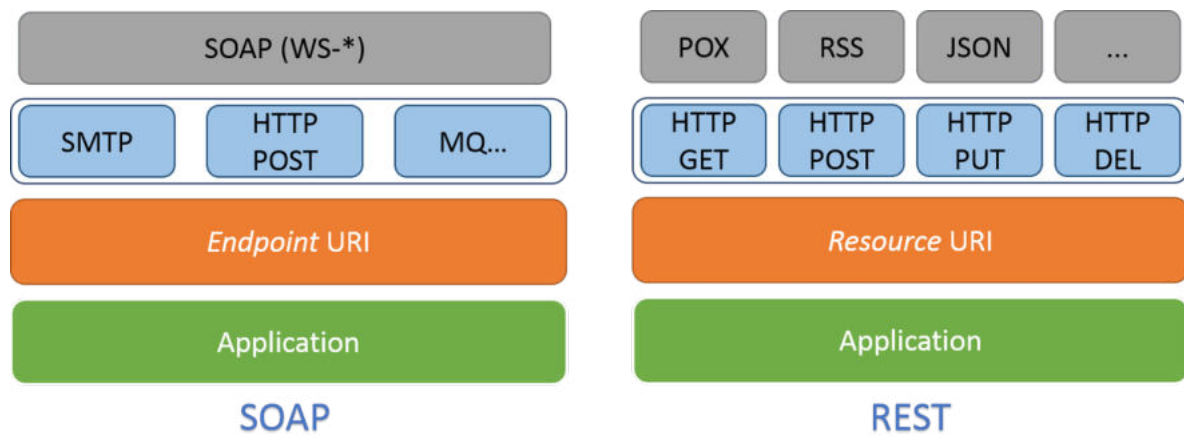 SOAP (WS-*)
SMTP
HTTP
POST
MQ...
Endpoint URI
Application
SOAP
POX
RSS
JSON
...
HTTP
GET
HTTP
POST
HTTP
PUT
HTTP
DEL
Resource URI
Application
REST